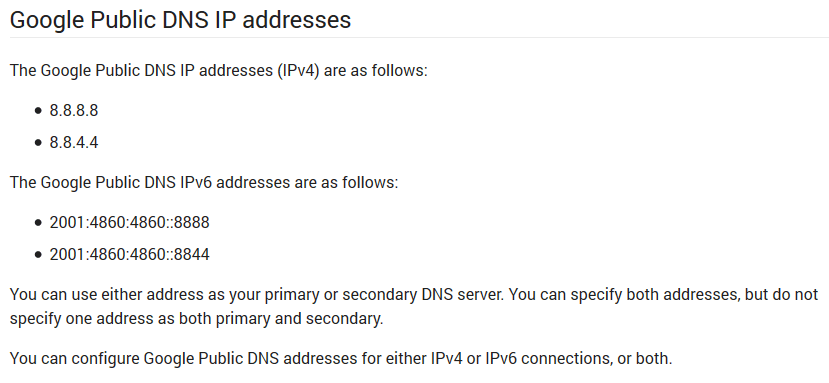 Google Public DNS IP addresses
The Google Public DNS IP addresses (IPv4) are as follows:
• 8.8.8.8
• 8.8.4.4
The Google Public DNS IPv6 addresses are as follows:
• 2001:4860:4860::8888
• 2001:4860:4860::8844
You can use either address as your primary or secondary DNS server. You can specify both addresses, but do not
specify one address as both primary and secondary.
You can configure Google Public DNS addresses for either IPv4 or IPv6 connections, or both.